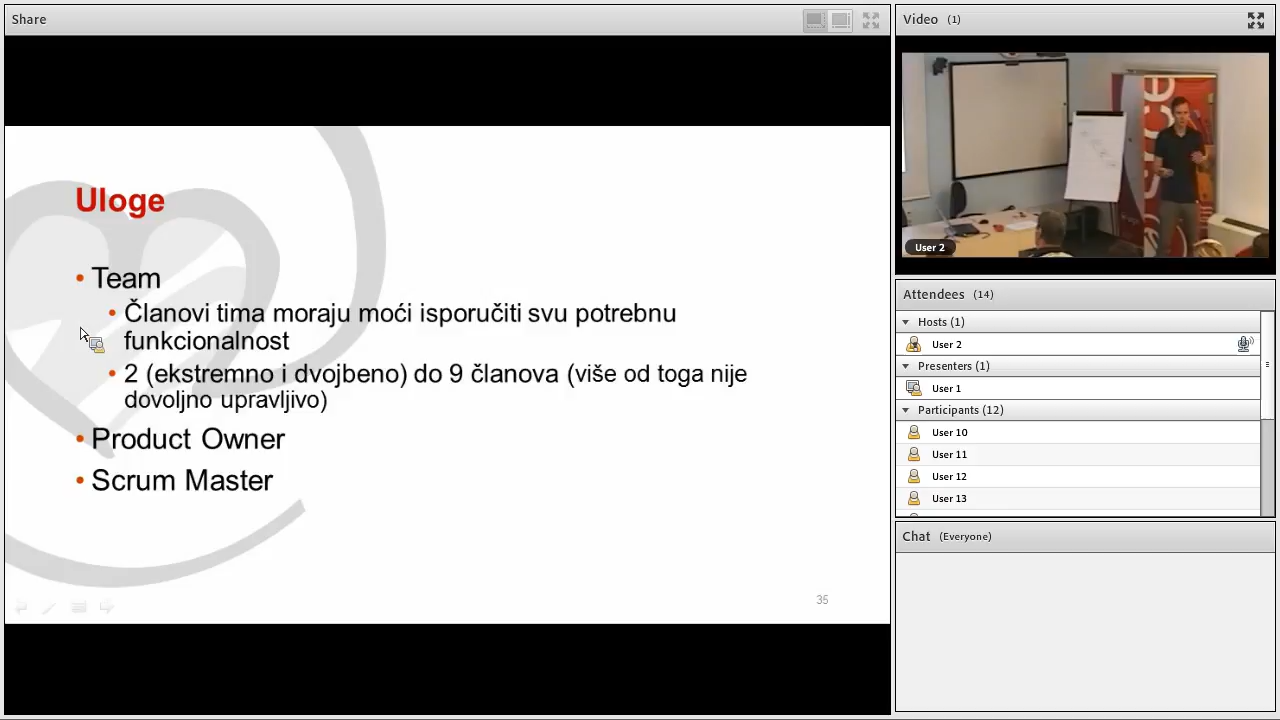 Share
Uloge
• Team
• Članovi tima moraju moći isporučiti svu potrebnu
funkcionalnost
• 2 (ekstremno i dvojbeno) do 9 članova (više od toga nije
dovoljno upravljivo)
• Product Owner
• Scrum Master
35
Video (1)
User 2
Attendees (14)
Hosts (1)
User 2
Presenters (1)
User 1
Participants (12)
User 10
User 11
User 12
User 13
Chat (Everyone)